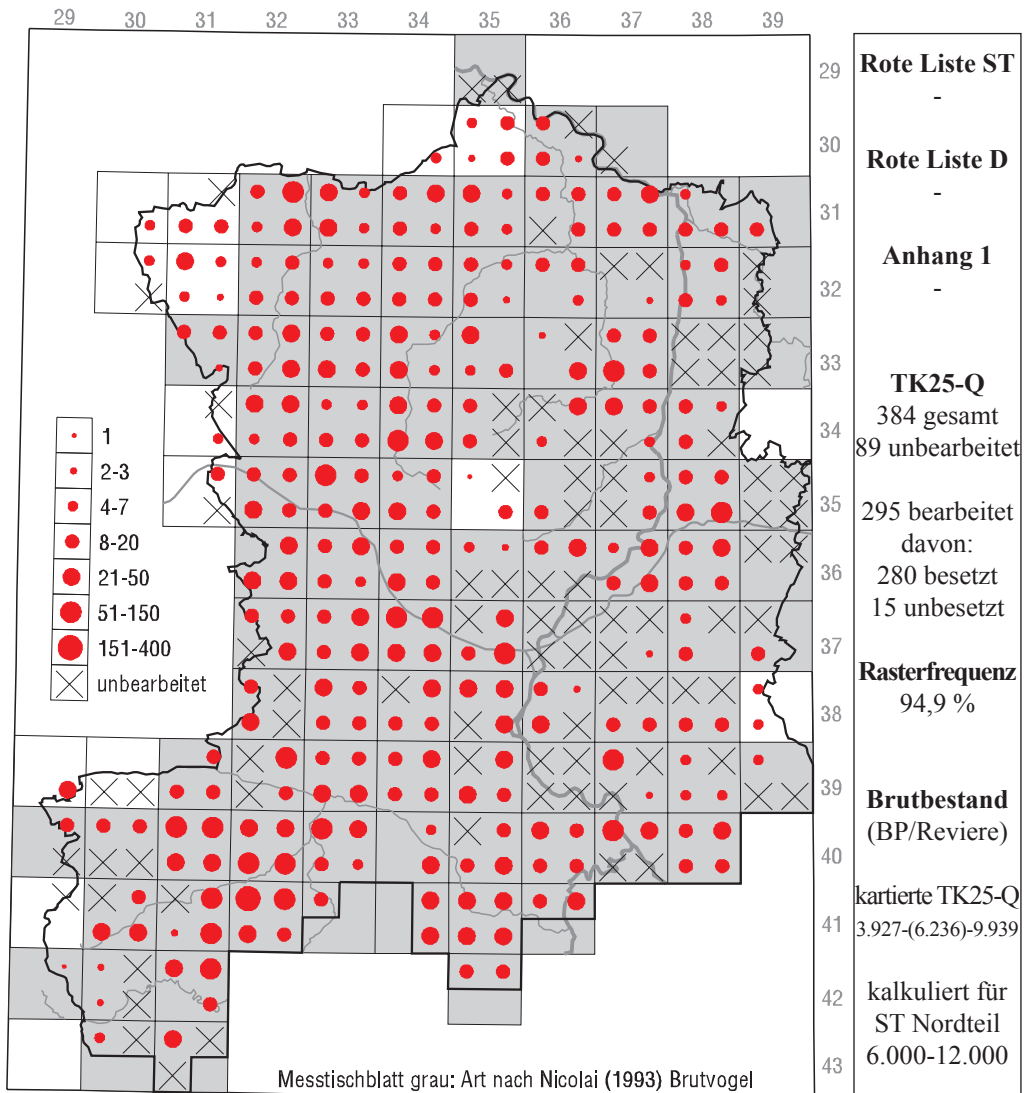 29 30 31 32 33 34 35 36 37 38 39
29
30
31
32
33
34
35
36
37
38
39
40
41
42
43
1
2-3
4-7
8-20
21-50
51-150
151-400
unbearbeitet
Messtischblatt grau: Art nach Nicolai (1993) Brutvogel
Rote Liste ST
-
Rote Liste D
-
Anhang 1
-
TK25-Q
384 gesamt
89 unbearbeitet
295 bearbeitet
davon:
280 besetzt
15 unbesetzt
Rasterfrequenz
94,9 %
Brutbestand
(BP/Reviere)
kartierte TK25-Q
3.927-(6.236)-9.939
kalkuliert für
ST Nordteil
6.000-12.000